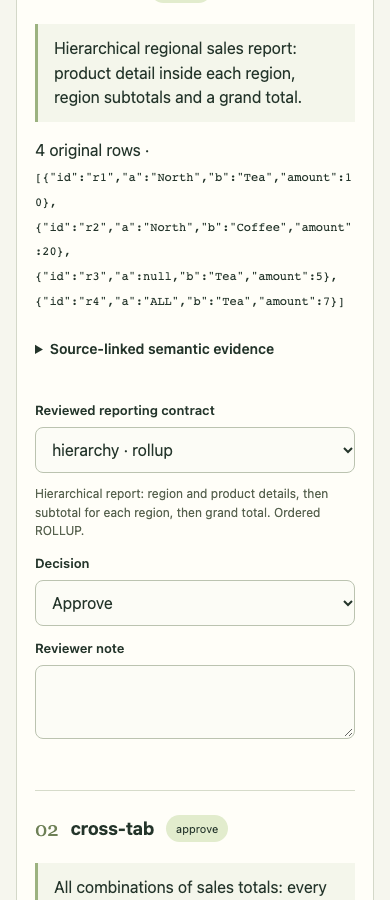 Hierarchical regional sales report:
product detail inside each region,
region subtotals and a grand total.
4 original rows ·
[{"id":"r1","a":"North","b":"Tea","amount":1
0},
{"id":"r2","a":"North","b":"Coffee","amount"
:20},
{"id":"r3","a":null,"b":"Tea","amount":5},
{"id":"r4","a":"ALL","b":"Tea","amount":7}]
Source-linked semantic evidence
Reviewed reporting contract
hierarchy · rollup
Hierarchical report: region and product details, then
subtotal for each region, then grand total. Ordered
ROLLUP.
Decision
Approve
Reviewer note
02 cross-tab approve
All combinations of sales totals: every